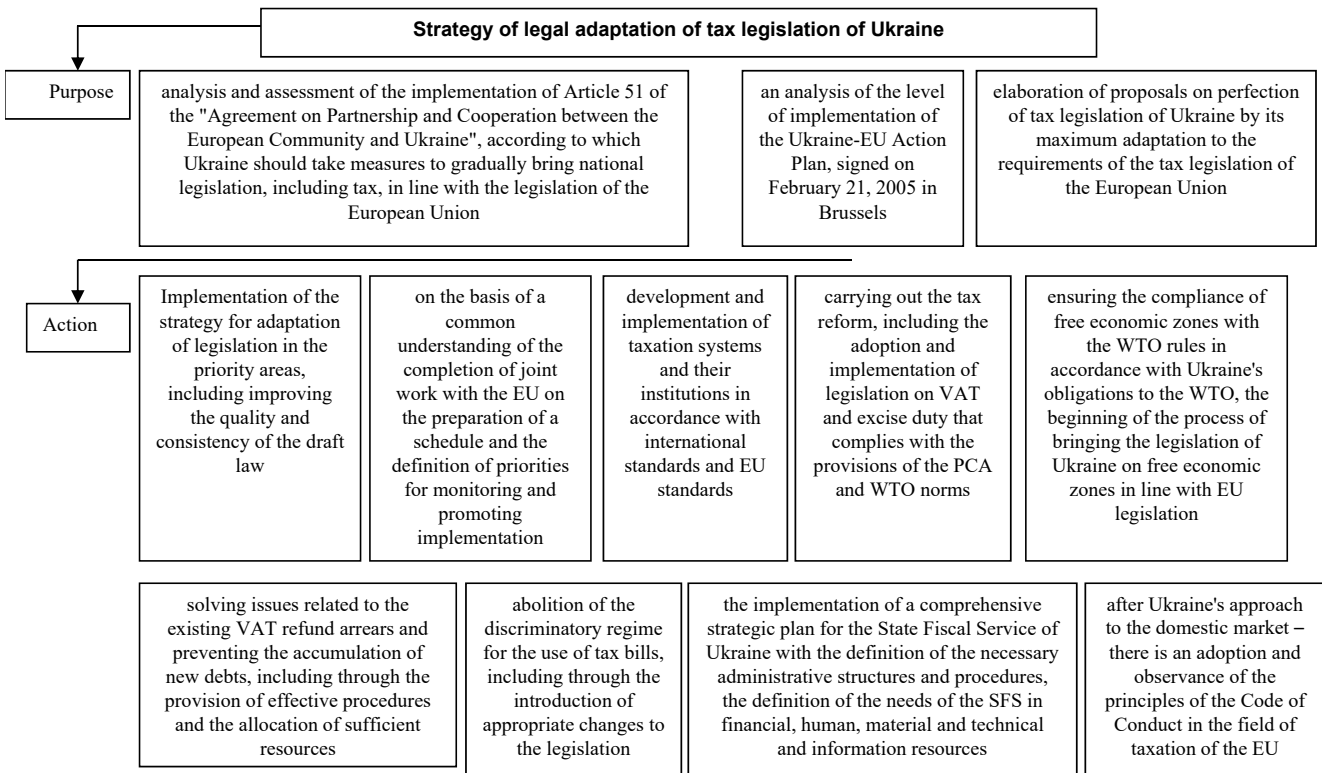 Strategy of legal adaptation of tax legislation of Ukraine
Purpose
analysis and assessment of the implementation of Article 51 of
the "Agreement on Partnership and Cooperation between the
European Community and Ukraine", according to which
Ukraine should take measures to gradually bring national
legislation, including tax, in line with the legislation of the
European Union
an analysis of the level
of implementation of
the Ukraine-EU Action
Plan, signed on
February 21, 2005 in
Brussels
elaboration of proposals on perfection
of tax legislation of Ukraine by its
maximum adaptation to the
requirements of the tax legislation of
the European Union
Action
Implementation of the
strategy for adaptation
of legislation in the
priority areas,
including improving
the quality and
consistency of the draft
law
on the basis of a
common
understanding of the
completion of joint
work with the EU on
the preparation of a
schedule and the
definition of priorities
for monitoring and
promoting
implementation
development and
implementation of
taxation systems
and their
institutions in
accordance with
international
standards and EU
standards
carrying out the tax
reform, including the
adoption and
implementation of
legislation on VAT
and excise duty that
complies with the
provisions of the PCA
and WTO norms
ensuring the compliance of
free economic zones with
the WTO rules in
accordance with Ukraine's
obligations to the WTO, the
beginning of the process of
bringing the legislation of
Ukraine on free economic
zones in line with EU
legislation
solving issues related to the
existing VAT refund arrears and
preventing the accumulation of
new debts, including through the
provision of effective procedures
and the allocation of sufficient
resources
abolition of the
discriminatory regime
for the use of tax bills,
including through the
introduction of
appropriate changes to
the legislation
the implementation of a comprehensive
strategic plan for the State Fiscal Service of
Ukraine with the definition of the necessary
administrative structures and procedures,
the definition of the needs of the SFS in
financial, human, material and technical
and information resources
after Ukraine's approach
to the domestic market –
there is an adoption and
observance of the
principles of the Code of
Conduct in the field of
taxation of the EU